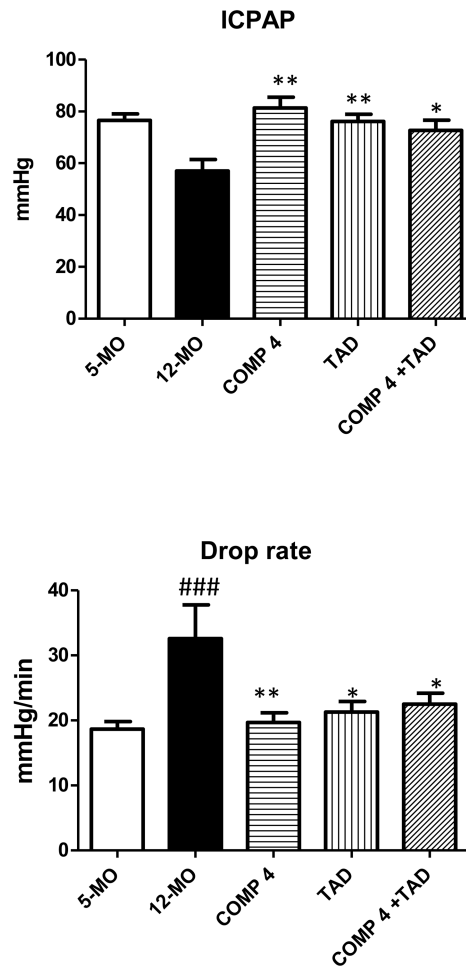 ICPAP
mmHg
100
80
60
40
20
0
** ** *
5-MO 12-MO COMP 4 TAD COMP 4 +TAD
Drop rate
mmHg/min
40
30
20
10
0
###
** * *
5-MO 12-MO COMP 4 TAD COMP 4 +TAD